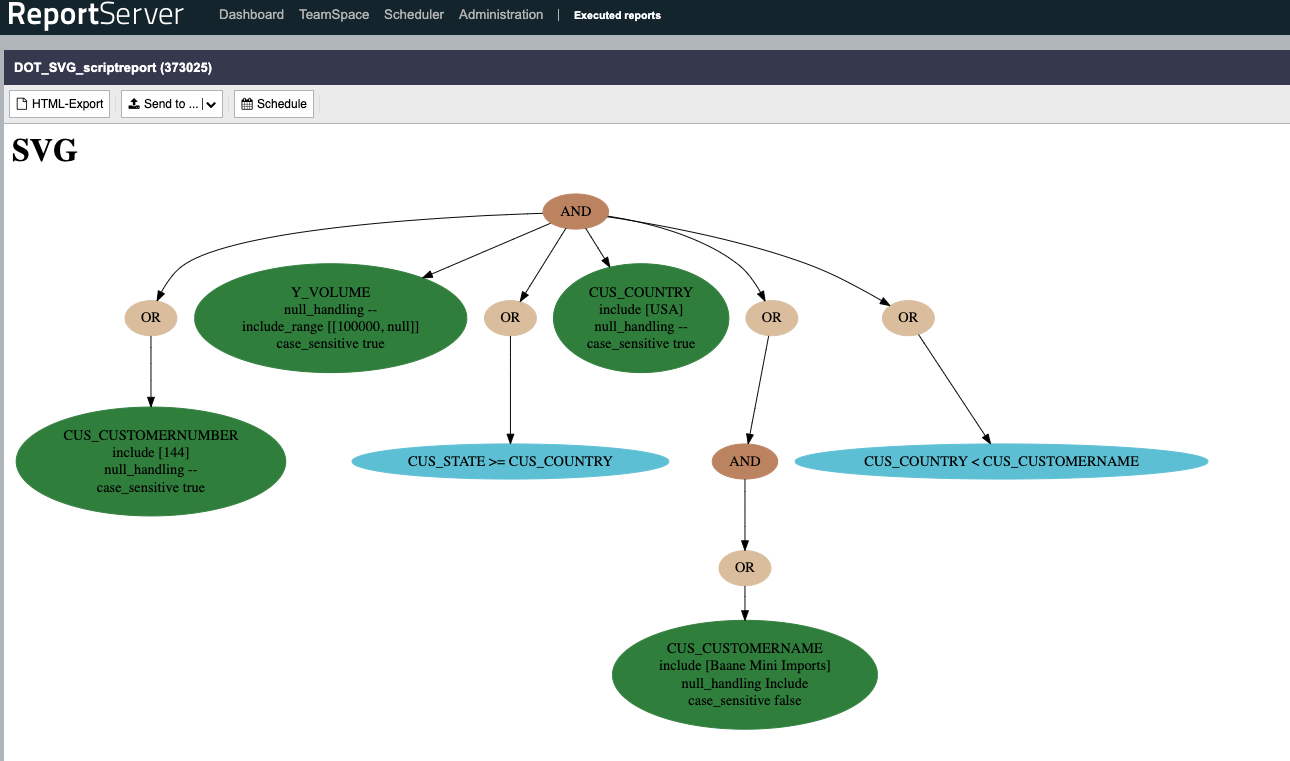 ReportServer
Dashboard TeamSpace Scheduler Administration | Executed reports
DOT_SVG_scriptreport (373025)
HTML-Export Send to ... | Schedule
SVG
AND
OR
Y_VOLUME
null_handling --
include_range [[100000, null]]
case_sensitive true
OR
CUS_COUNTRY
include [USA]
null_handling --
case_sensitive true
OR
OR
CUS_CUSTOMERNUMBER
include [144]
null_handling --
case_sensitive true
CUS_STATE >= CUS_COUNTRY
AND
CUS_COUNTRY < CUS_CUSTOMERNAME
OR
CUS_CUSTOMERNAME
include [Baane Mini Imports]
null_handling Include
case_sensitive false